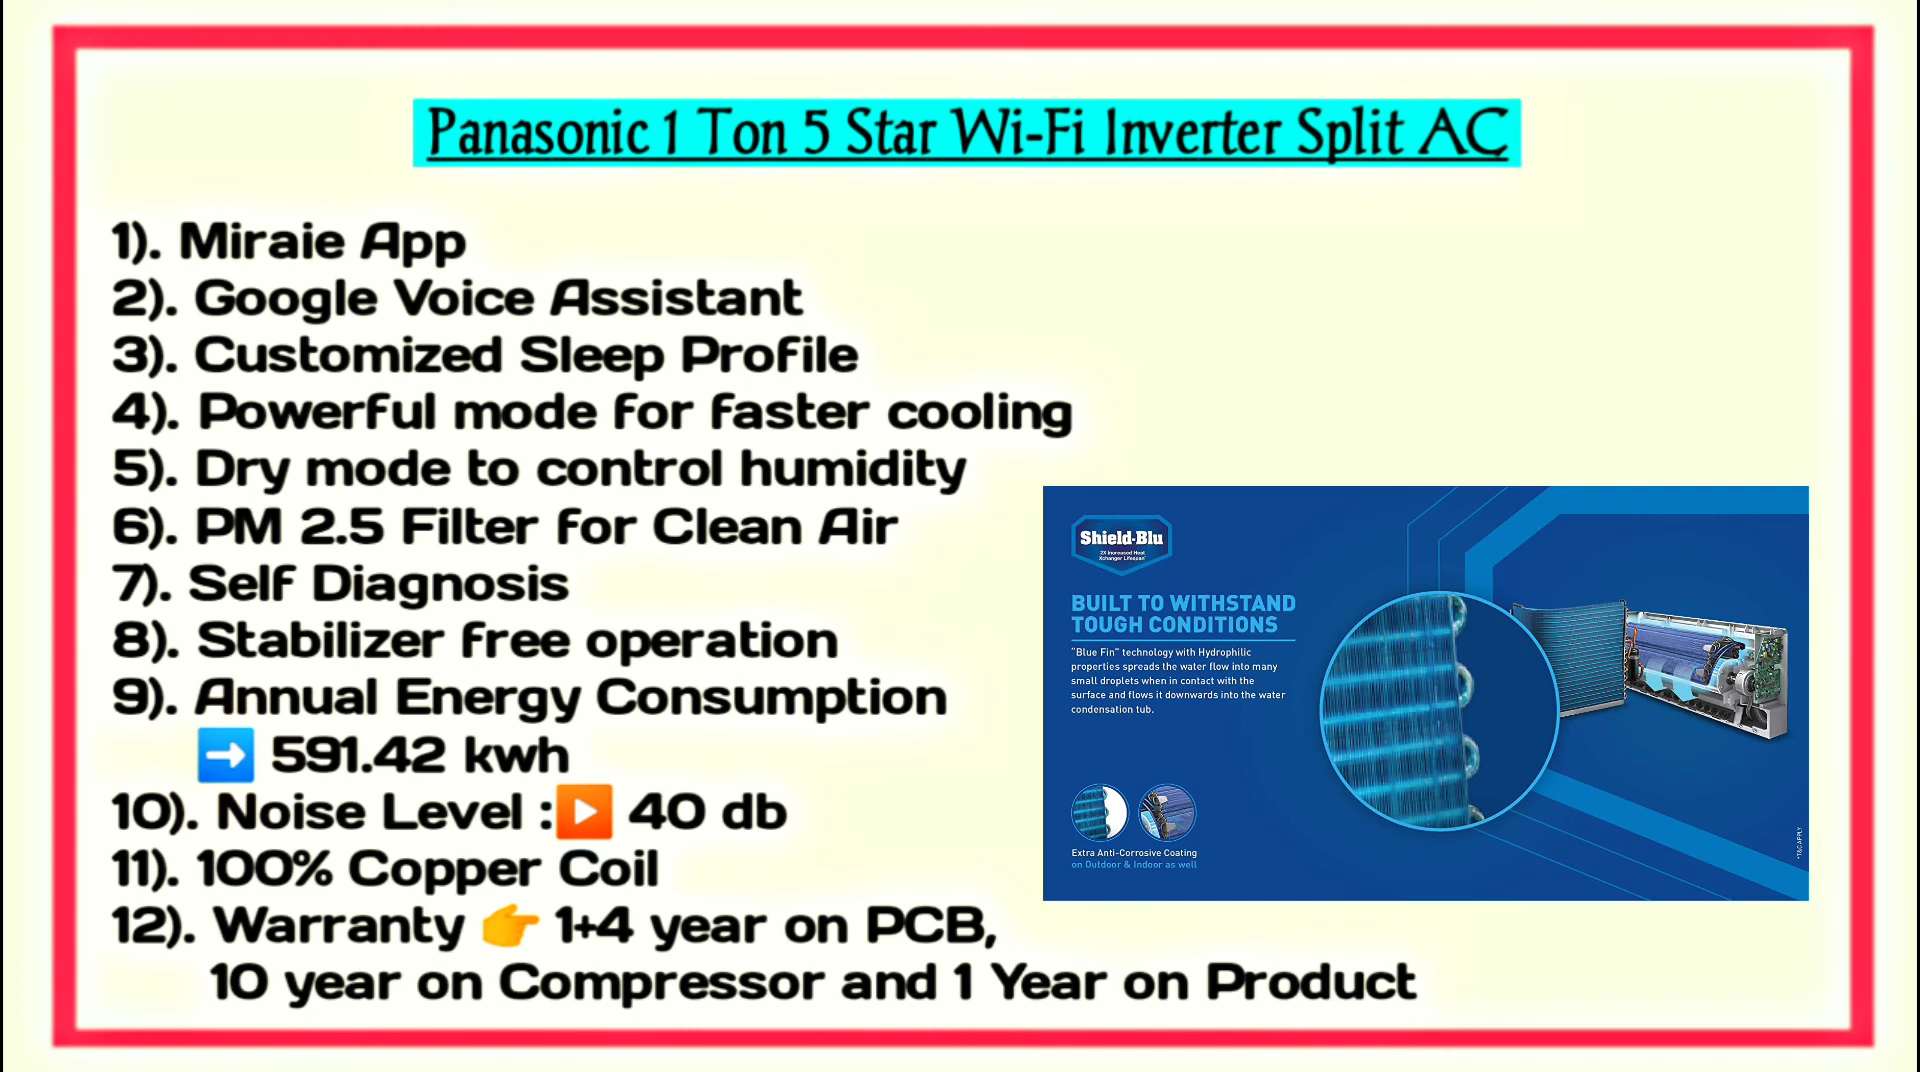 Panasonic 1 Ton 5 Star Wi-Fi Inverter Split AC
1). Miraie App
2). Google Voice Assistant
3). Customized Sleep Profile
4). Powerful mode for faster cooling
5). Dry mode to control humidity
6). PM 2.5 Filter for Clean Air
7). Self Diagnosis
8). Stabilizer free operation
9). Annual Energy Consumption
➡️ 591.42 kwh
10). Noise Level :▶️ 40 db
11). 100% Copper Coil
12). Warranty 👉 1+4 year on PCB,
10 year on Compressor and 1 Year on Product
Shield-Blu
2X Increased Heat
Xchanger Lifespan*
BUILT TO WITHSTAND
TOUGH CONDITIONS
"Blue Fin" technology with Hydrophilic
properties spreads the water flow into many
small droplets when in contact with the
surface and flows it downwards into the water
condensation tub.
Extra Anti-Corrosive Coating
on Outdoor & Indoor as well
*T&C APPLY